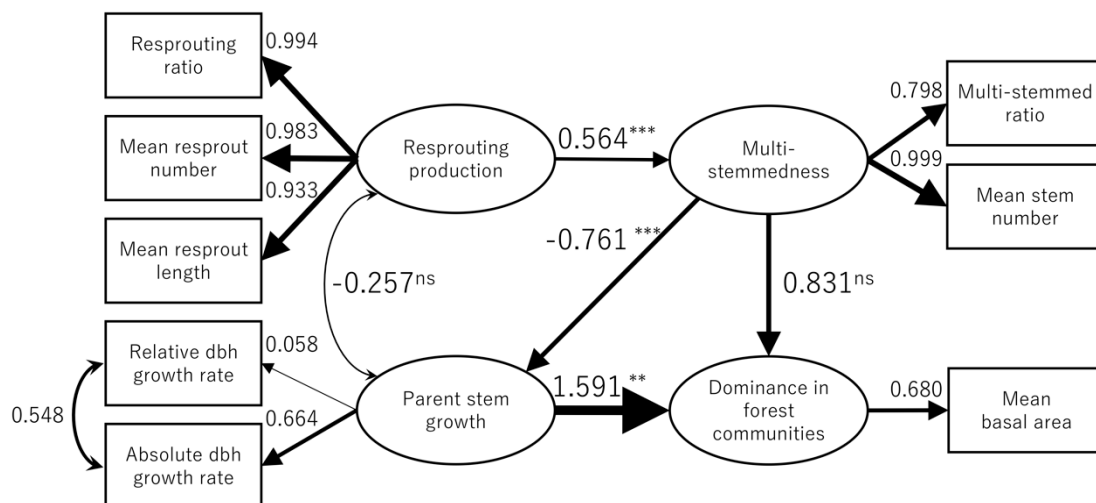 Resprouting
ratio
0.994
Mean resprout
number
0.983
Mean resprout
length
0.933
Resprouting
production
0.564***
Multi-
stemmedness
0.798
Multi-stemmed
ratio
0.999
Mean stem
number
-0.257ns
-0.761 ***
0.831ns
Relative dbh
growth rate
0.058
0.548
Absolute dbh
growth rate
0.664
Parent stem
growth
1.591 **
Dominance in
forest
communities
0.680
Mean
basal area